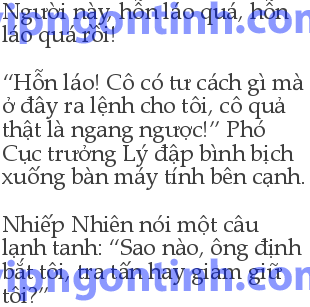 Người này, hỗn láo quá, hỗn
láo quá rồi!
“Hỗn láo! Cô có tư cách gì mà
ở đây ra lệnh cho tôi, cô quả
thật là ngang ngược!” Phó
Cục trưởng Lý đập bình bịch
xuống bàn máy tính bên cạnh.
Nhiếp Nhiên nói một câu
lạnh tanh: “Sao nào, ông định
bắt tôi, tra tấn hay giam giữ
tôi?”